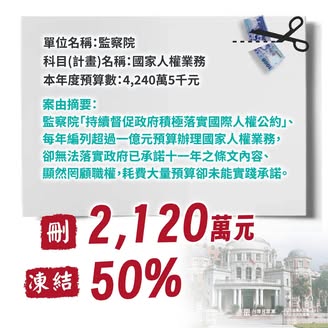 單位名稱：監察院
科目(計畫)名稱：國家人權業務
本年度預算數：4,240萬5千元
案由摘要：
監察院「持續督促政府積極落實國際人權公約」、
每年編列超過一億元預算辦理國家人權業務，
卻無法落實政府已承諾十一年之條文內容、
顯然罔顧職權，耗費大量預算卻未能實踐承諾。
刪 2,120萬元
凍結 50%